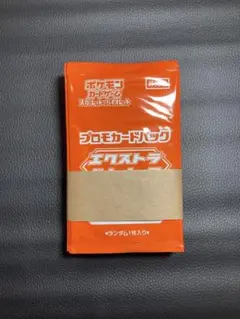 ポケモン
カードゲーム
スカーレット&バイオレット
プロモカードパック
エクストラ
◆ランダム1枚入り◆